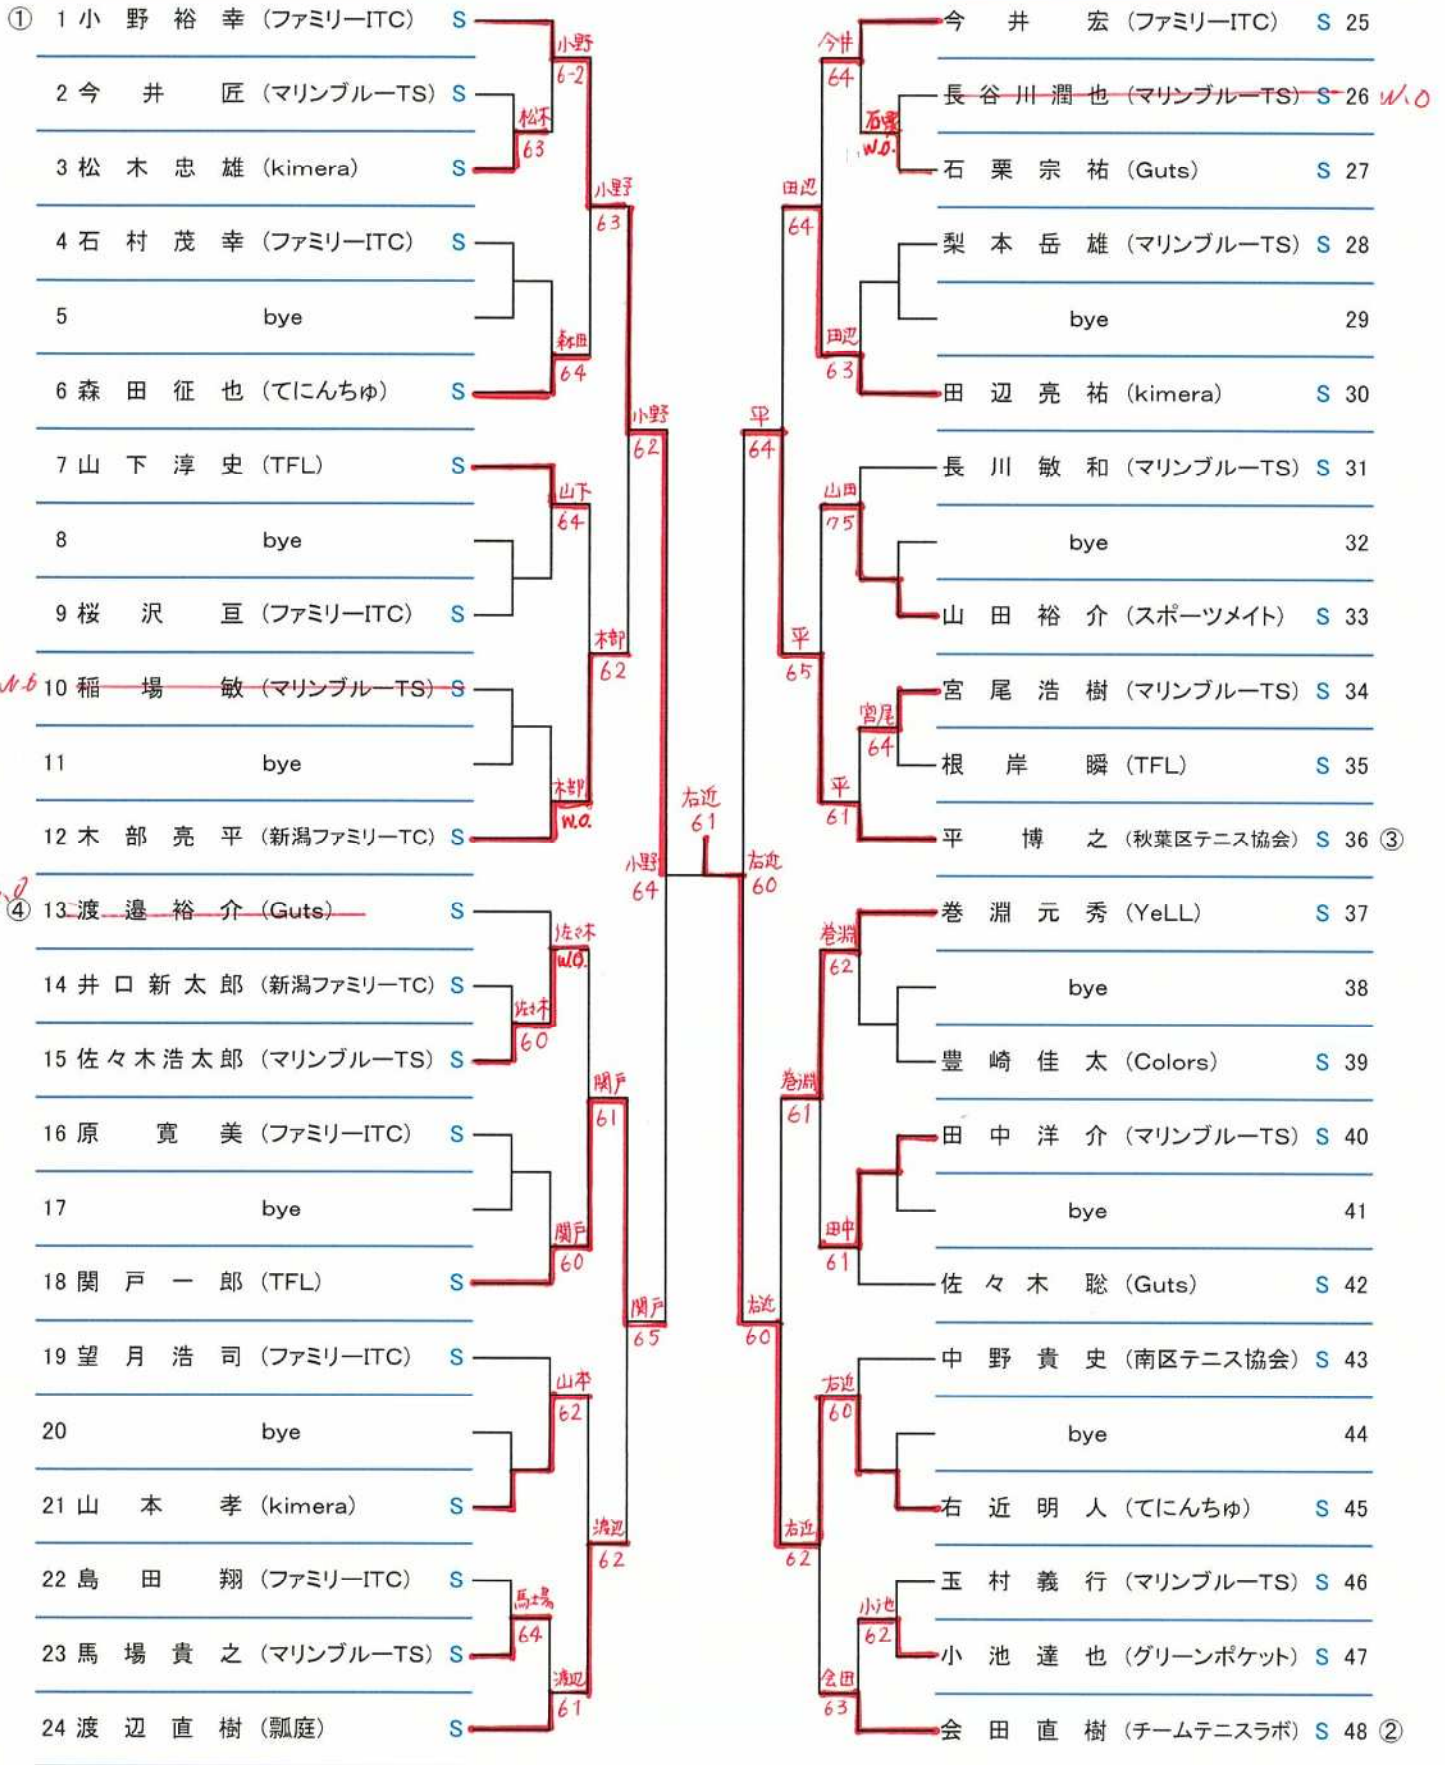 ① 1 小野裕幸 (ファミリーITC) S
2 今井匠 (マリンブルーTS) S
3 松木忠雄 (kimera) S
4 石村茂幸 (ファミリーITC) S
5 bye
6 森田征也 (てにんちゅ) S
7 山下淳史 (TFL) S
8 bye
9 桜沢亘 (ファミリーITC) S
10 稲場敏 (マリンブルーTS) S
11 bye
12 木部亮平 (新潟ファミリーTC) S
④ 13 渡邉裕介 (Guts) S
14 井口新太郎 (新潟ファミリーTC) S
15 佐々木浩太郎 (マリンブルーTS) S
16 原寛美 (ファミリーITC) S
17 bye
18 関戸一郎 (TFL) S
19 望月浩司 (ファミリーITC) S
20 bye
21 山本孝 (kimera) S
22 島田翔 (ファミリーITC) S
23 馬場貴之 (マリンブルーTS) S
24 渡辺直樹 (瓢庭) S
小野
6-2
松木
63
小野
63
森田
64
小野
62
山下
64
木部
62
木部
W.O.
小野
64
佐々木
W.O.
佐々木
60
関戸
61
関戸
60
関戸
65
山本
62
渡辺
62
馬場
64
渡辺
61
右近
61
今井
64
石栗
W.O.
田辺
64
田辺
63
平
64
山田
75
平
65
宮尾
64
平
61
右近
60
巻淵
62
巻淵
61
田中
61
右近
60
右近
60
右近
62
小池
62
会田
63
今井宏 (ファミリーITC) S 25
長谷川潤也 (マリンブルーTS) S 26 W.O
石栗宗祐 (Guts) S 27
梨本岳雄 (マリンブルーTS) S 28
bye 29
田辺亮祐 (kimera) S 30
長川敏和 (マリンブルーTS) S 31
bye 32
山田裕介 (スポーツメイト) S 33
宮尾浩樹 (マリンブルーTS) S 34
根岸瞬 (TFL) S 35
平博之 (秋葉区テニス協会) S 36 ③
巻淵元秀 (YeLL) S 37
bye 38
豊崎佳太 (Colors) S 39
田中洋介 (マリンブルーTS) S 40
bye 41
佐々木聡 (Guts) S 42
中野貴史 (南区テニス協会) S 43
bye 44
右近明人 (てにんちゅ) S 45
玉村義行 (マリンブルーTS) S 46
小池達也 (グリーンポケット) S 47
会田直樹 (チームテニスラボ) S 48 ②